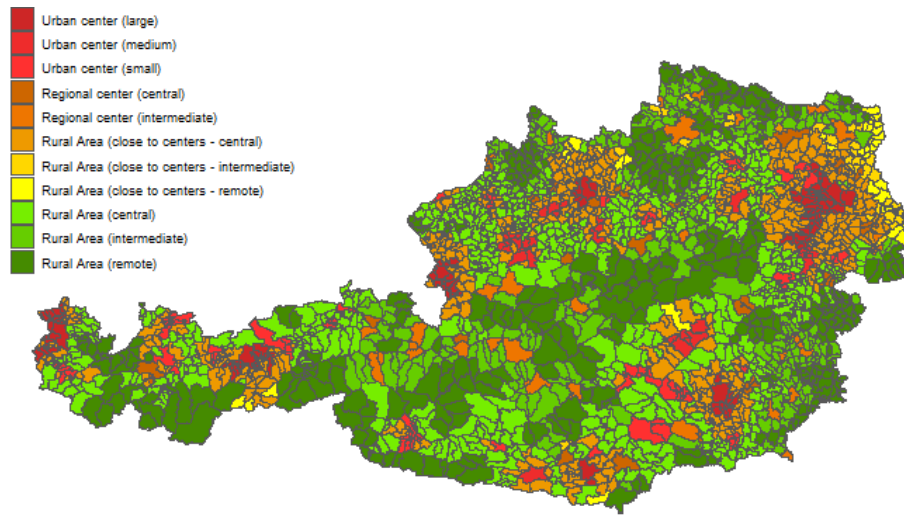 Urban center (large)
Urban center (medium)
Urban center (small)
Regional center (central)
Regional center (intermediate)
Rural Area (close to centers - central)
Rural Area (close to centers - intermediate)
Rural Area (close to centers - remote)
Rural Area (central)
Rural Area (intermediate)
Rural Area (remote)